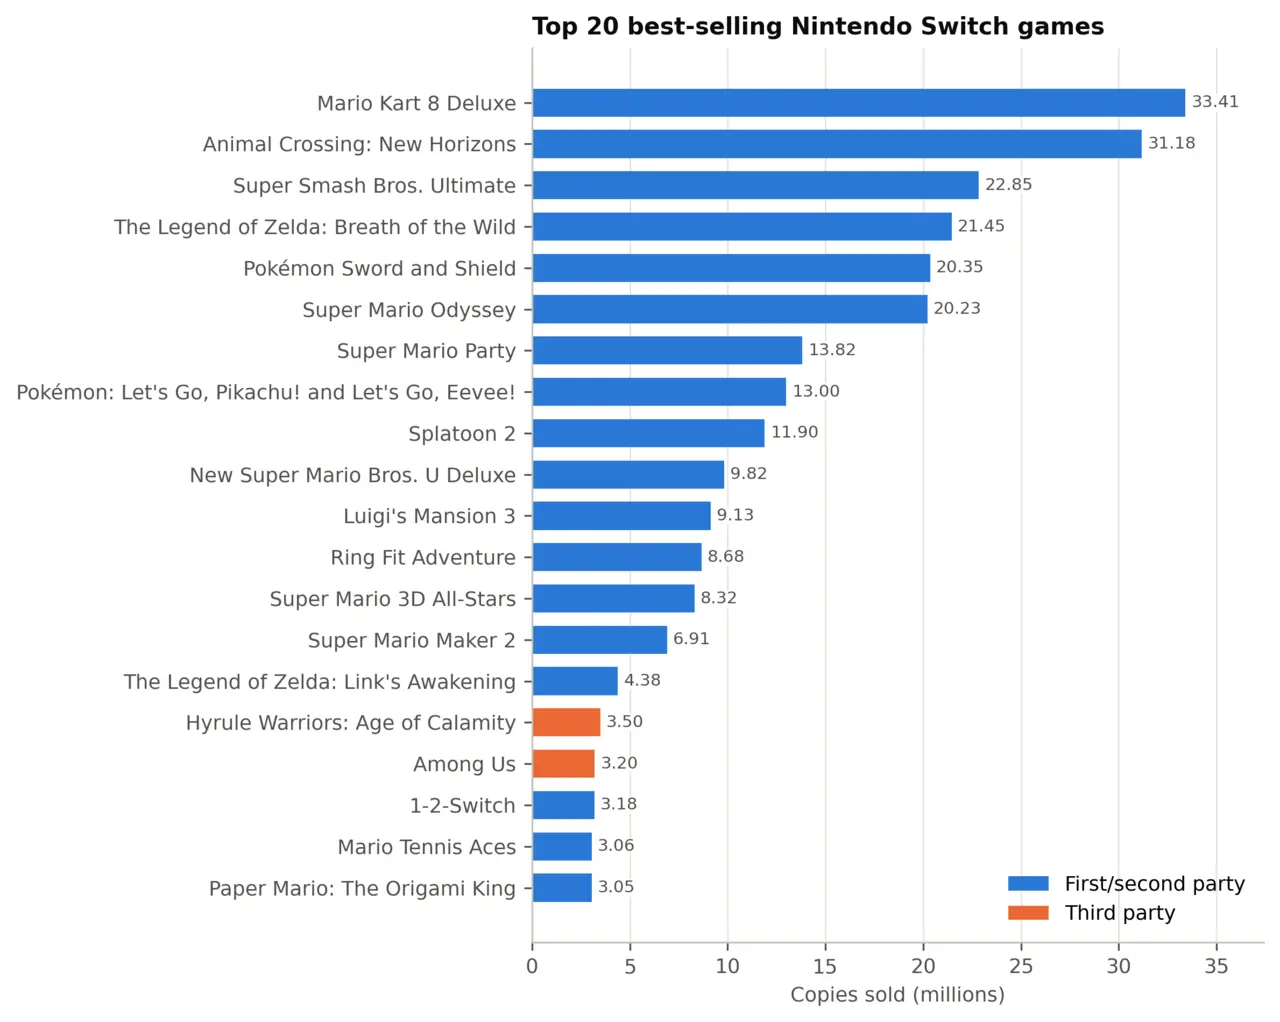 Top 20 best-selling Nintendo Switch games
Mario Kart 8 Deluxe 33.41
Animal Crossing: New Horizons 31.18
Super Smash Bros. Ultimate 22.85
The Legend of Zelda: Breath of the Wild 21.45
Pokémon Sword and Shield 20.35
Super Mario Odyssey 20.23
Super Mario Party 13.82
Pokémon: Let's Go, Pikachu! and Let's Go, Eevee! 13.00
Splatoon 2 11.90
New Super Mario Bros. U Deluxe 9.82
Luigi's Mansion 3 9.13
Ring Fit Adventure 8.68
Super Mario 3D All-Stars 8.32
Super Mario Maker 2 6.91
The Legend of Zelda: Link's Awakening 4.38
Hyrule Warriors: Age of Calamity 3.50
Among Us 3.20
1-2-Switch 3.18
Mario Tennis Aces 3.06
Paper Mario: The Origami King 3.05
First/second party
Third party
0 5 10 15 20 25 30 35
Copies sold (millions)